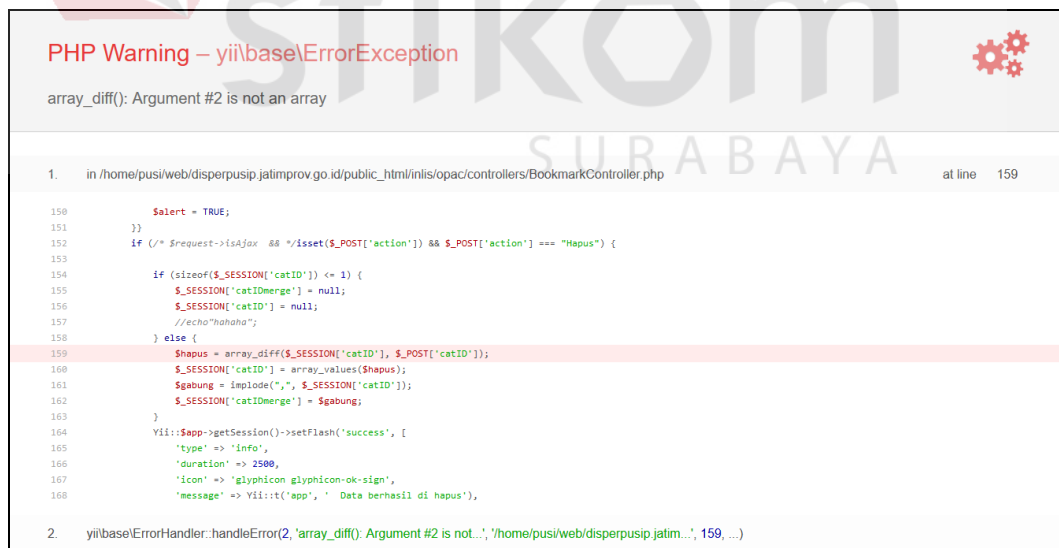 stikom
SURABAYA
PHP Warning – yii\base\ErrorException
array_diff(): Argument #2 is not an array
1. in /home/pusi/web/disperpusip.jatimprov.go.id/public_html/inlis/opac/controllers/BookmarkController.php at line 159
150 $alert = TRUE;
151 }}
152 if (/* $request->isAjax && */isset($_POST['action']) && $_POST['action'] === "Hapus") {
153
154 if (sizeof($_SESSION['catID']) <= 1) {
155 $_SESSION['catIDmerge'] = null;
156 $_SESSION['catID'] = null;
157 //echo"hahaha";
158 } else {
159 $hapus = array_diff($_SESSION['catID'], $_POST['catID']);
160 $_SESSION['catID'] = array_values($hapus);
161 $gabung = implode(",", $_SESSION['catID']);
162 $_SESSION['catIDmerge'] = $gabung;
163 }
164 Yii::$app->getSession()->setFlash('success', [
165 'type' => 'info',
166 'duration' => 2500,
167 'icon' => 'glyphicon glyphicon-ok-sign',
168 'message' => Yii::t('app', ' Data berhasil di hapus'),
2. yii\base\ErrorHandler::handleError(2, 'array_diff(): Argument #2 is not...', '/home/pusi/web/disperpusip.jatim...', 159, ...)